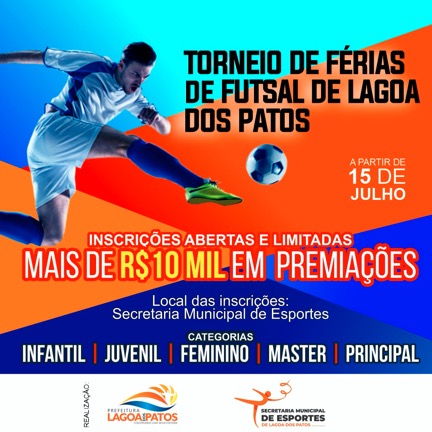 TORNEIO DE FÉRIAS
DE FUTSAL DE LAGOA
DOS PATOS
A PARTIR DE
15 DE
JULHO
INSCRIÇÕES ABERTAS E LIMITADAS
MAIS DE R$10 MIL EM PREMIAÇÕES
Local das inscrições:
Secretaria Municipal de Esportes
CATEGORIAS
INFANTIL | JUVENIL | FEMININO | MASTER | PRINCIPAL
REALIZAÇÃO:
PREFEITURA
LAGOA DOS PATOS
SECRETARIA MUNICIPAL
DE ESPORTES
DE LAGOA DOS PATOS